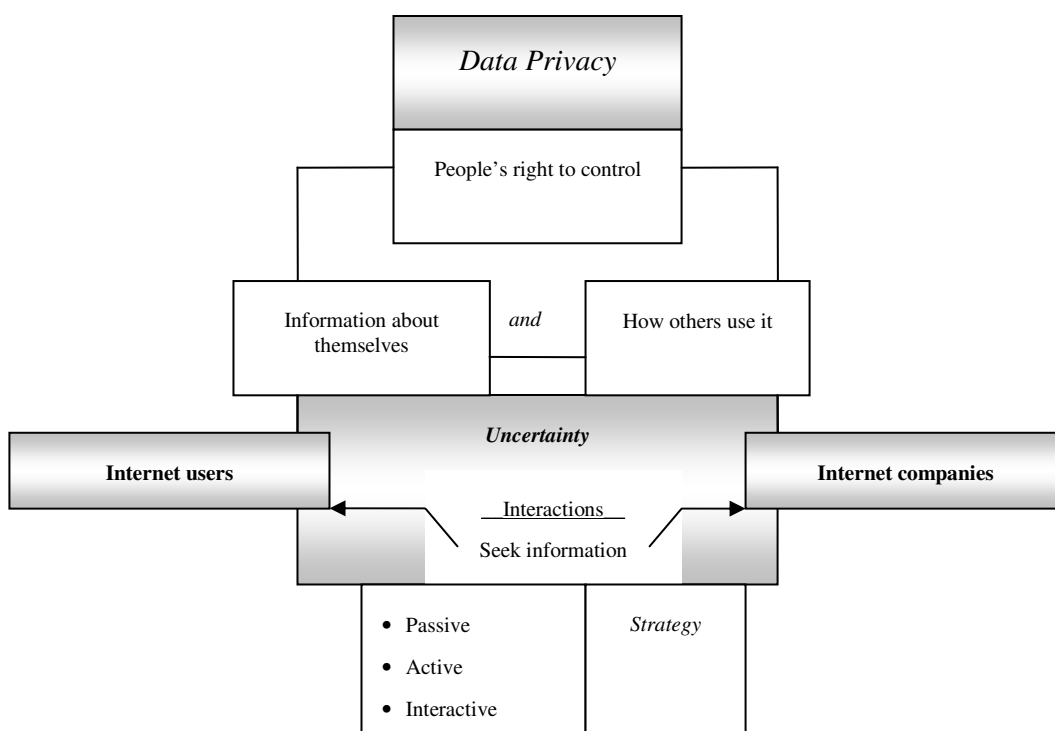 Data Privacy
People’s right to control
Information about
themselves
and
How others use it
Uncertainty
Internet users
Internet companies
Interactions
Seek information
• Passive
• Active
• Interactive
Strategy